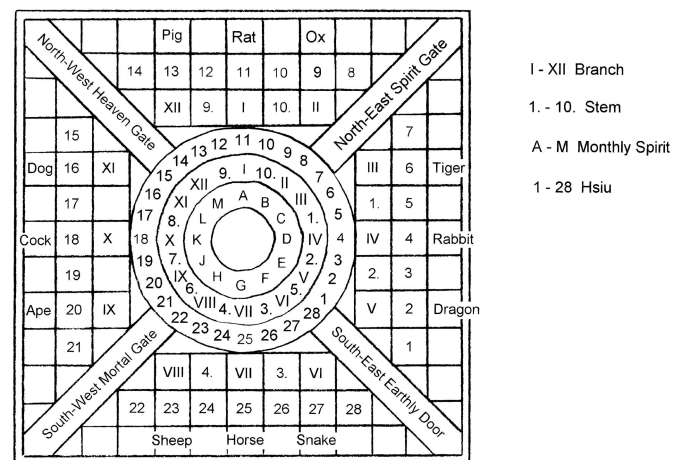 Pig Rat Ox
14 13 12 11 10 9 8
XII 9. I 10. II
North-West Heaven Gate
North-East Spirit Gate
15
Dog 16 XI
17
Cock 18 X
19
Ape 20 IX
21
11 10 9 8 7 6 5 4 3 2 1 28 27 26 25 24 23 22 21 20 19 18 17 16 15 14 13 12
I 10. II III 1. IV 2. V 5. VI 3. VII 4. VIII 6. IX 7. X 8. XI XII 9.
A B C D E F G H J K L M
7
III 6 Tiger
1. 5
IV 4 Rabbit
2. 3
V 2 Dragon
1
South-West Mortal Gate
South-East Earthly Door
VIII 4. VII 3. VI
22 23 24 25 26 27 28
Sheep Horse Snake
I - XII Branch
1. - 10. Stem
A - M Monthly Spirit
1 - 28 Hsiu